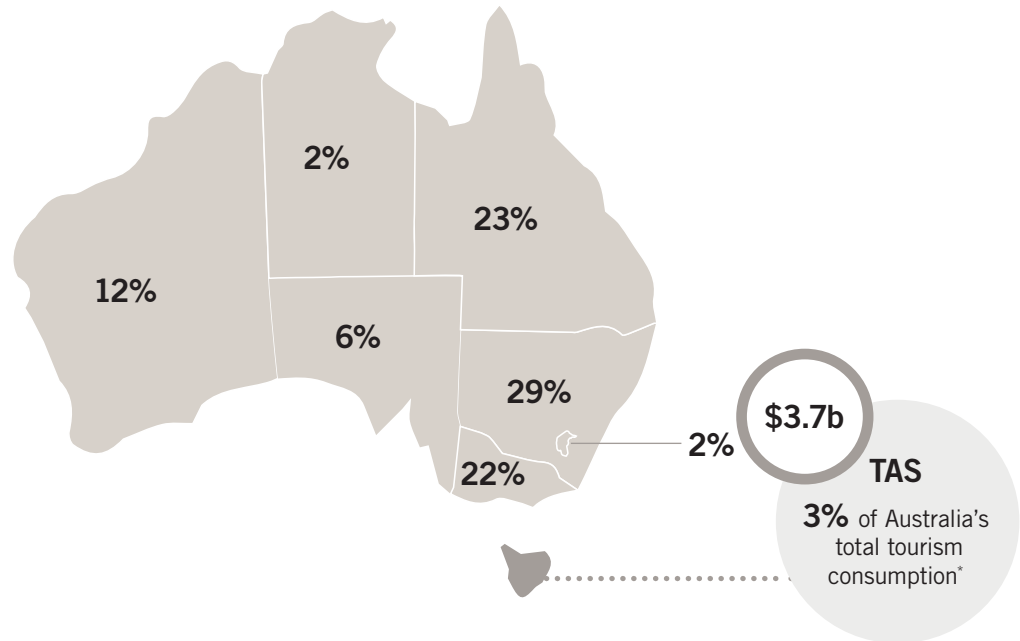 2%
23%
12%
6%
29%
$3.7b
2%
22%
TAS
3% of Australia’s
total tourism
consumption*